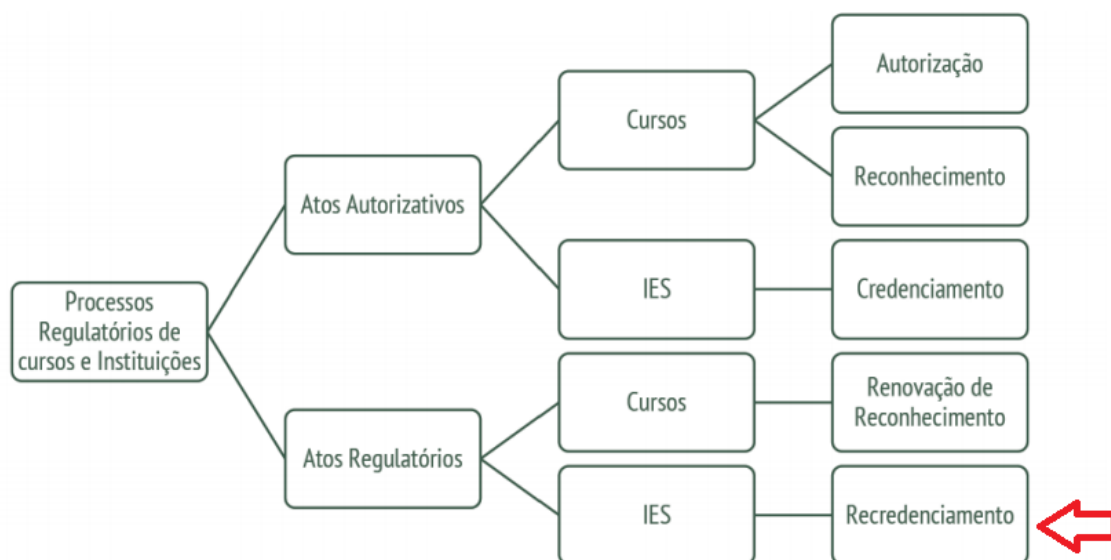 Processos
Regulatórios de
cursos e Instituições
Atos Autorizativos
Cursos
Autorização
Reconhecimento
IES
Credenciamento
Atos Regulatórios
Cursos
Renovação de
Reconhecimento
IES
Recredenciamento